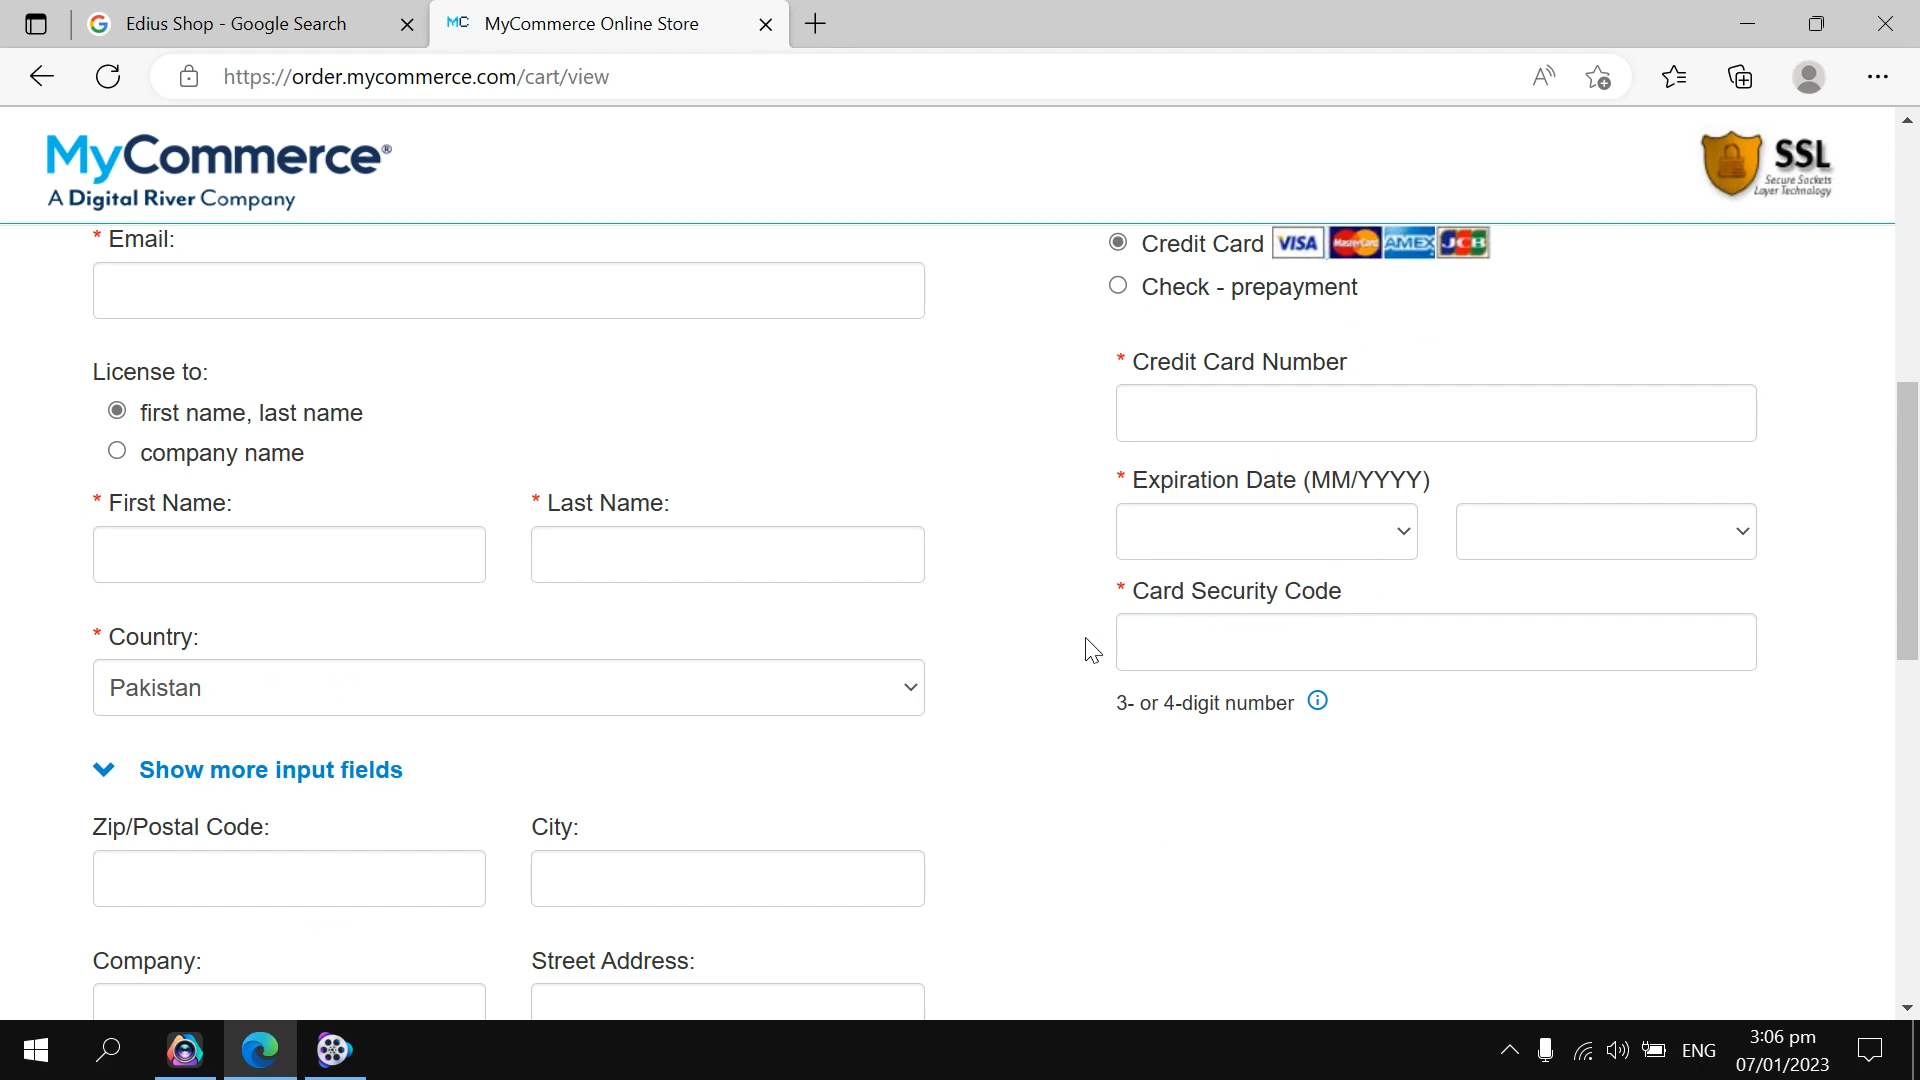 Edius Shop - Google Search
MC MyCommerce Online Store
https://order.mycommerce.com/cart/view
MyCommerce®
A Digital River Company
SSL
Secure Sockets
Layer Technology
* Email:
License to:
first name, last name
company name
* First Name:
* Last Name:
* Country:
Pakistan
Show more input fields
Zip/Postal Code:
City:
Company:
Street Address:
Credit Card VISA MasterCard AMEX JCB
Check - prepayment
* Credit Card Number
* Expiration Date (MM/YYYY)
* Card Security Code
3- or 4-digit number
ENG
3:06 pm
07/01/2023